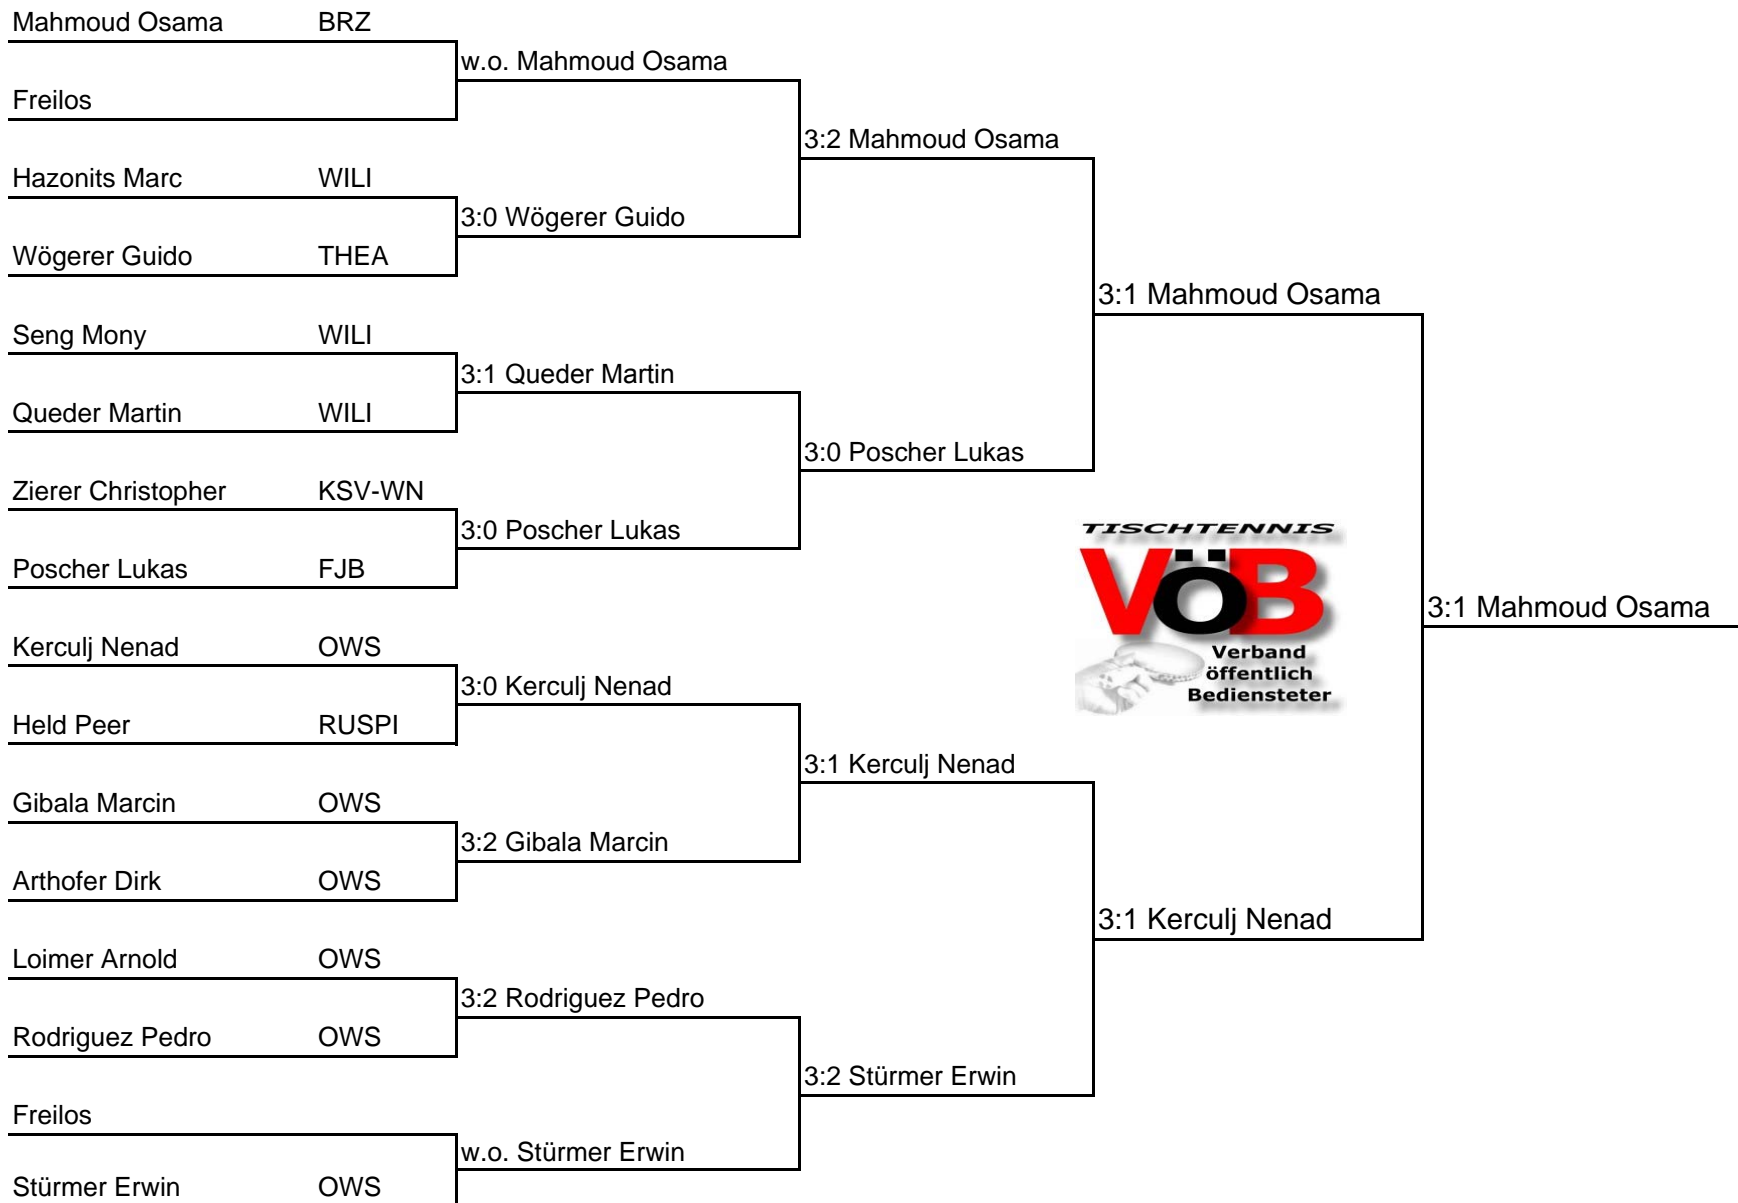 Mahmoud Osama BRZ
w.o. Mahmoud Osama
Freilos
3:2 Mahmoud Osama
Hazonits Marc WILI
3:0 Wögerer Guido
Wögerer Guido THEA
3:1 Mahmoud Osama
Seng Mony WILI
3:1 Queder Martin
Queder Martin WILI
3:0 Poscher Lukas
Zierer Christopher KSV-WN
3:0 Poscher Lukas
TISCHTENNIS
VÖB
Verband
öffentlich
Bediensteter
Poscher Lukas FJB
3:1 Mahmoud Osama
Kerculj Nenad OWS
3:0 Kerculj Nenad
Held Peer RUSPI
3:1 Kerculj Nenad
Gibala Marcin OWS
3:2 Gibala Marcin
Arthofer Dirk OWS
3:1 Kerculj Nenad
Loimer Arnold OWS
3:2 Rodriguez Pedro
Rodriguez Pedro OWS
3:2 Stürmer Erwin
Freilos
w.o. Stürmer Erwin
Stürmer Erwin OWS